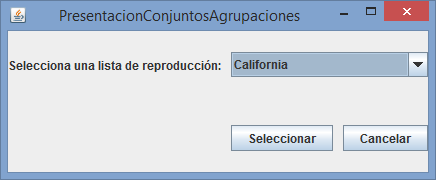 PresentacionConjuntosAgrupaciones
Selecciona una lista de reproducción: California
Seleccionar Cancelar